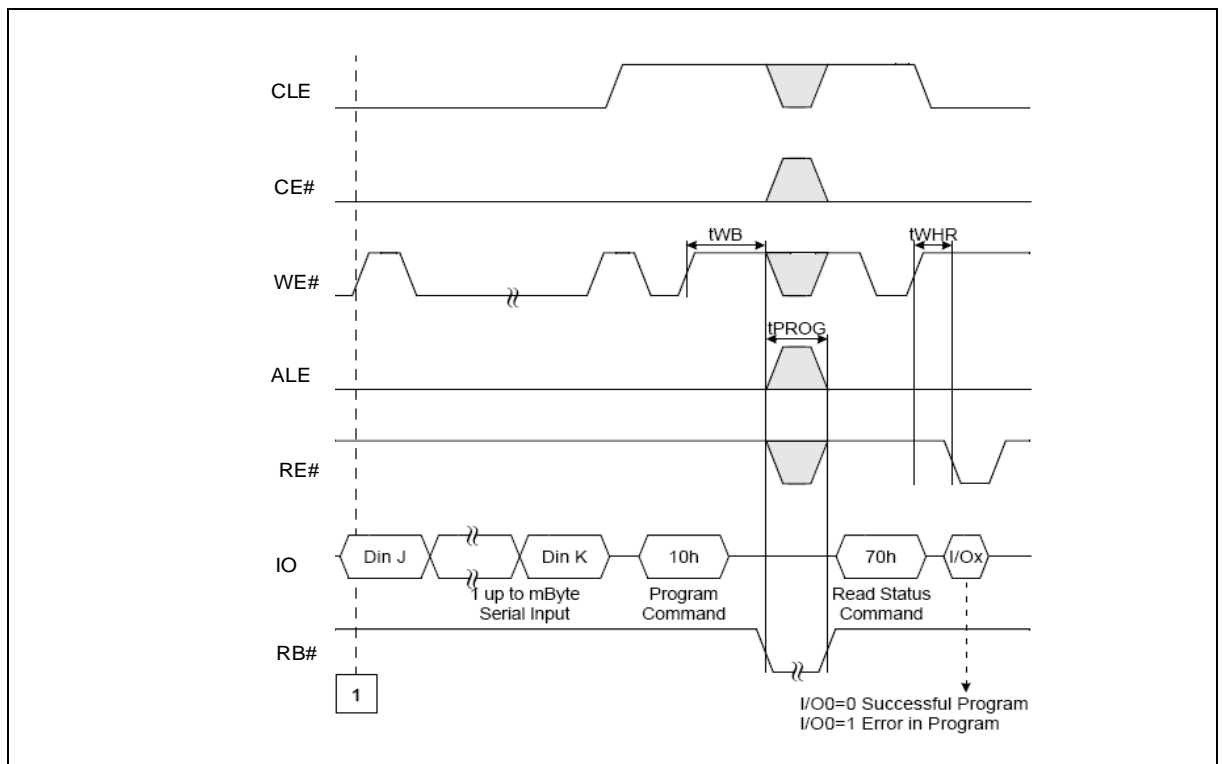 CLE
CE#
tWB
tWHR
WE#
tPROG
ALE
RE#
IO
Din J
Din K
10h
70h
I/Ox
1 up to mByte
Serial Input
Program
Command
Read Status
Command
RB#
1
I/O0=0 Successful Program
I/O0=1 Error in Program